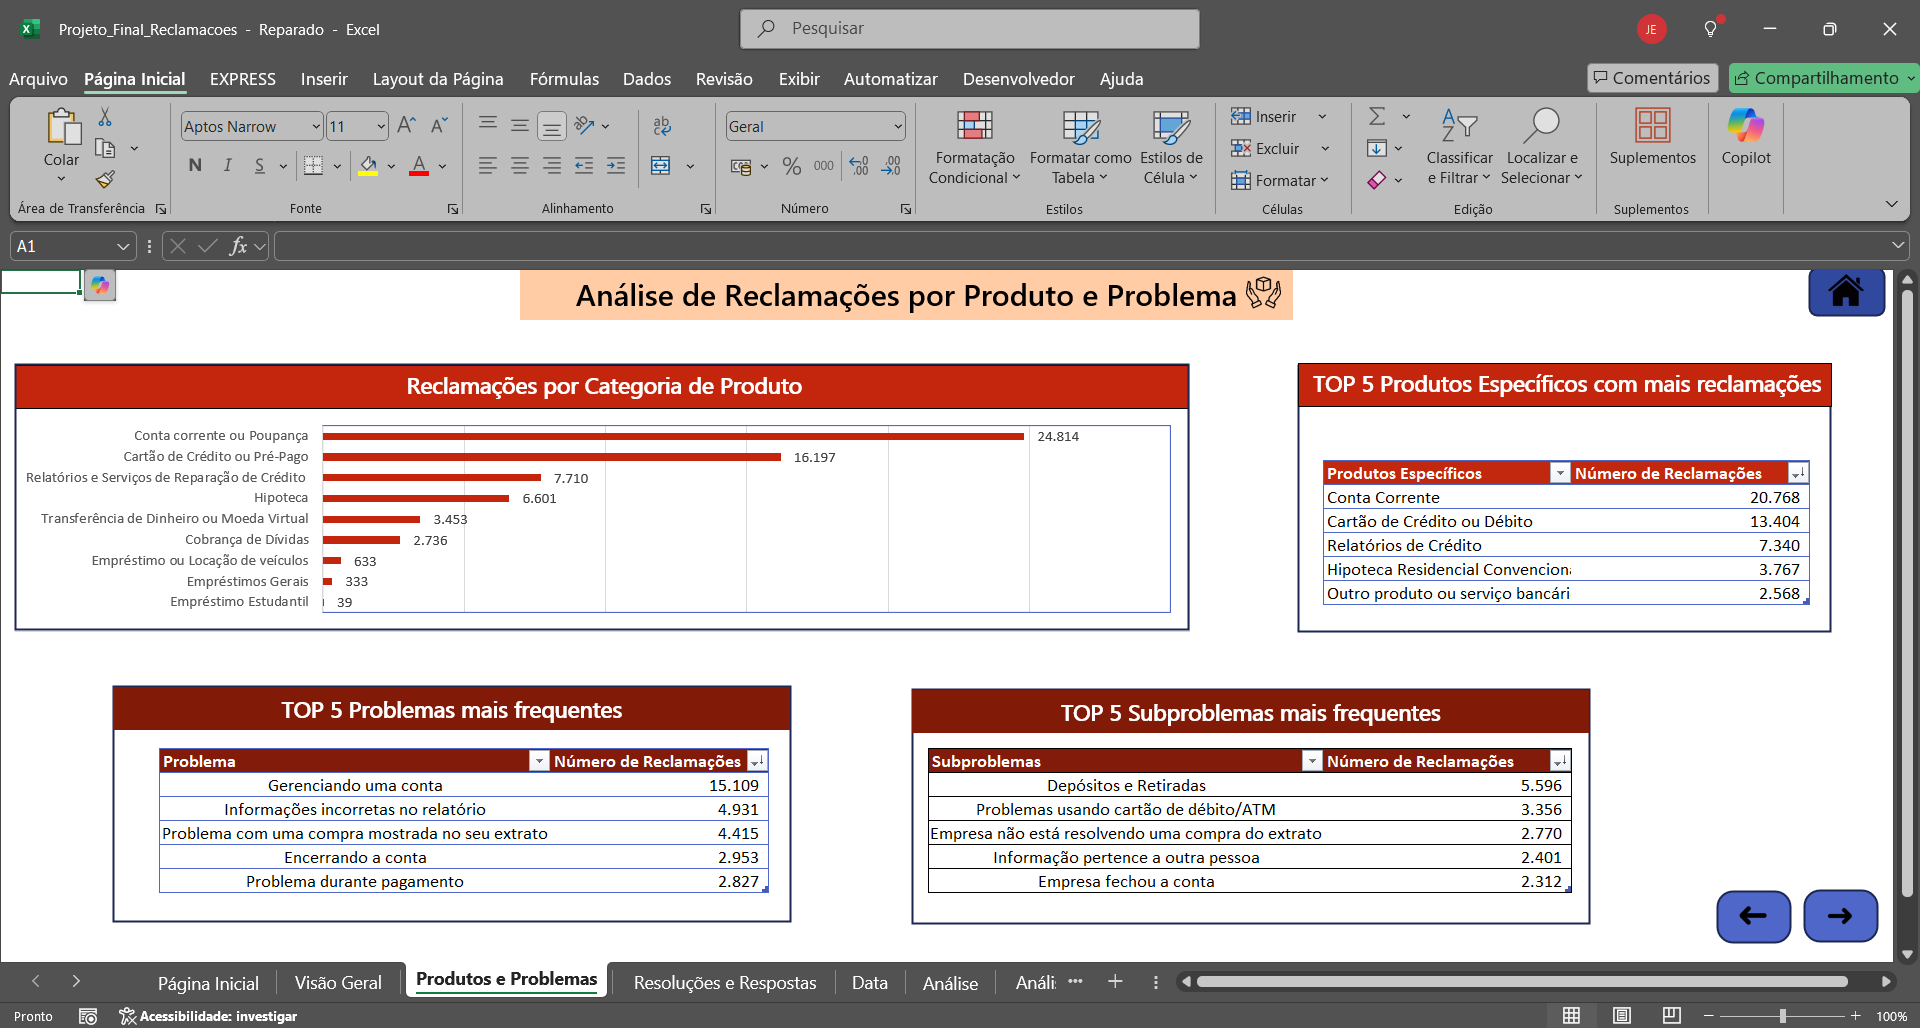 Projeto_Final_Reclamacoes - Reparado - Excel
Pesquisar
JE
Arquivo Página Inicial EXPRESS Inserir Layout da Página Fórmulas Dados Revisão Exibir Automatizar Desenvolvedor Ajuda
Comentários Compartilhamento
Colar
Área de Transferência
Aptos Narrow 11
N I S
Fonte
ab
Alinhamento
Geral
% 000
Número
Formatação Condicional
Formatar como Tabela
Estilos de Célula
Estilos
Inserir
Excluir
Formatar
Células
Classificar e Filtrar
Localizar e Selecionar
Edição
Suplementos
Suplementos
Copilot
A1 fx
Análise de Reclamações por Produto e Problema
Reclamações por Categoria de Produto
Conta corrente ou Poupança 24.814
Cartão de Crédito ou Pré-Pago 16.197
Relatórios e Serviços de Reparação de Crédito 7.710
Hipoteca 6.601
Transferência de Dinheiro ou Moeda Virtual 3.453
Cobrança de Dívidas 2.736
Empréstimo ou Locação de veículos 633
Empréstimos Gerais 333
Empréstimo Estudantil 39
TOP 5 Produtos Específicos com mais reclamações
Produtos Específicos Número de Reclamações
Conta Corrente 20.768
Cartão de Crédito ou Débito 13.404
Relatórios de Crédito 7.340
Hipoteca Residencial Convencion 3.767
Outro produto ou serviço bancári 2.568
TOP 5 Problemas mais frequentes
Problema Número de Reclamações
Gerenciando uma conta 15.109
Informações incorretas no relatório 4.931
Problema com uma compra mostrada no seu extrato 4.415
Encerrando a conta 2.953
Problema durante pagamento 2.827
TOP 5 Subproblemas mais frequentes
Subproblemas Número de Reclamações
Depósitos e Retiradas 5.596
Problemas usando cartão de débito/ATM 3.356
Empresa não está resolvendo uma compra do extrato 2.770
Informação pertence a outra pessoa 2.401
Empresa fechou a conta 2.312
Página Inicial Visão Geral Produtos e Problemas Resoluções e Respostas Data Análise Anális ...
Pronto Acessibilidade: investigar 100%